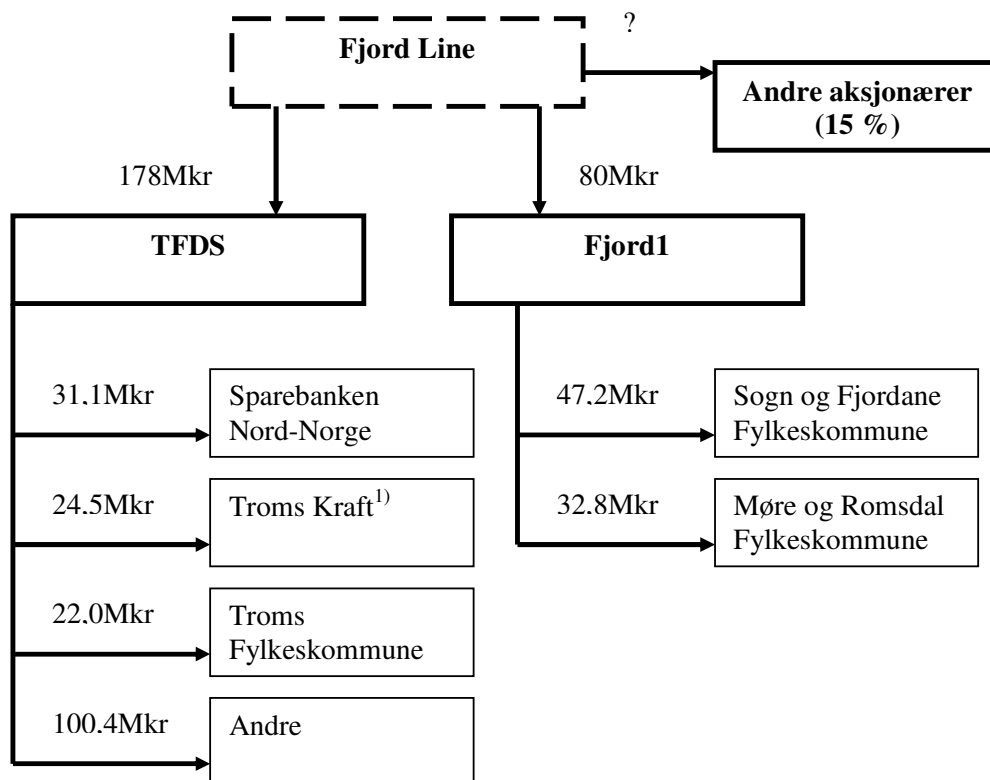 ?
Fjord Line
Andre aksjonærer
(15 %)
178Mkr
80Mkr
TFDS
Fjord1
31,1Mkr
Sparebanken
Nord-Norge
47,2Mkr
Sogn og Fjordane
Fylkeskommune
24,5Mkr
Troms Kraft1)
32,8Mkr
Møre og Romsdal
Fylkeskommune
22,0Mkr
Troms
Fylkeskommune
100,4Mkr
Andre